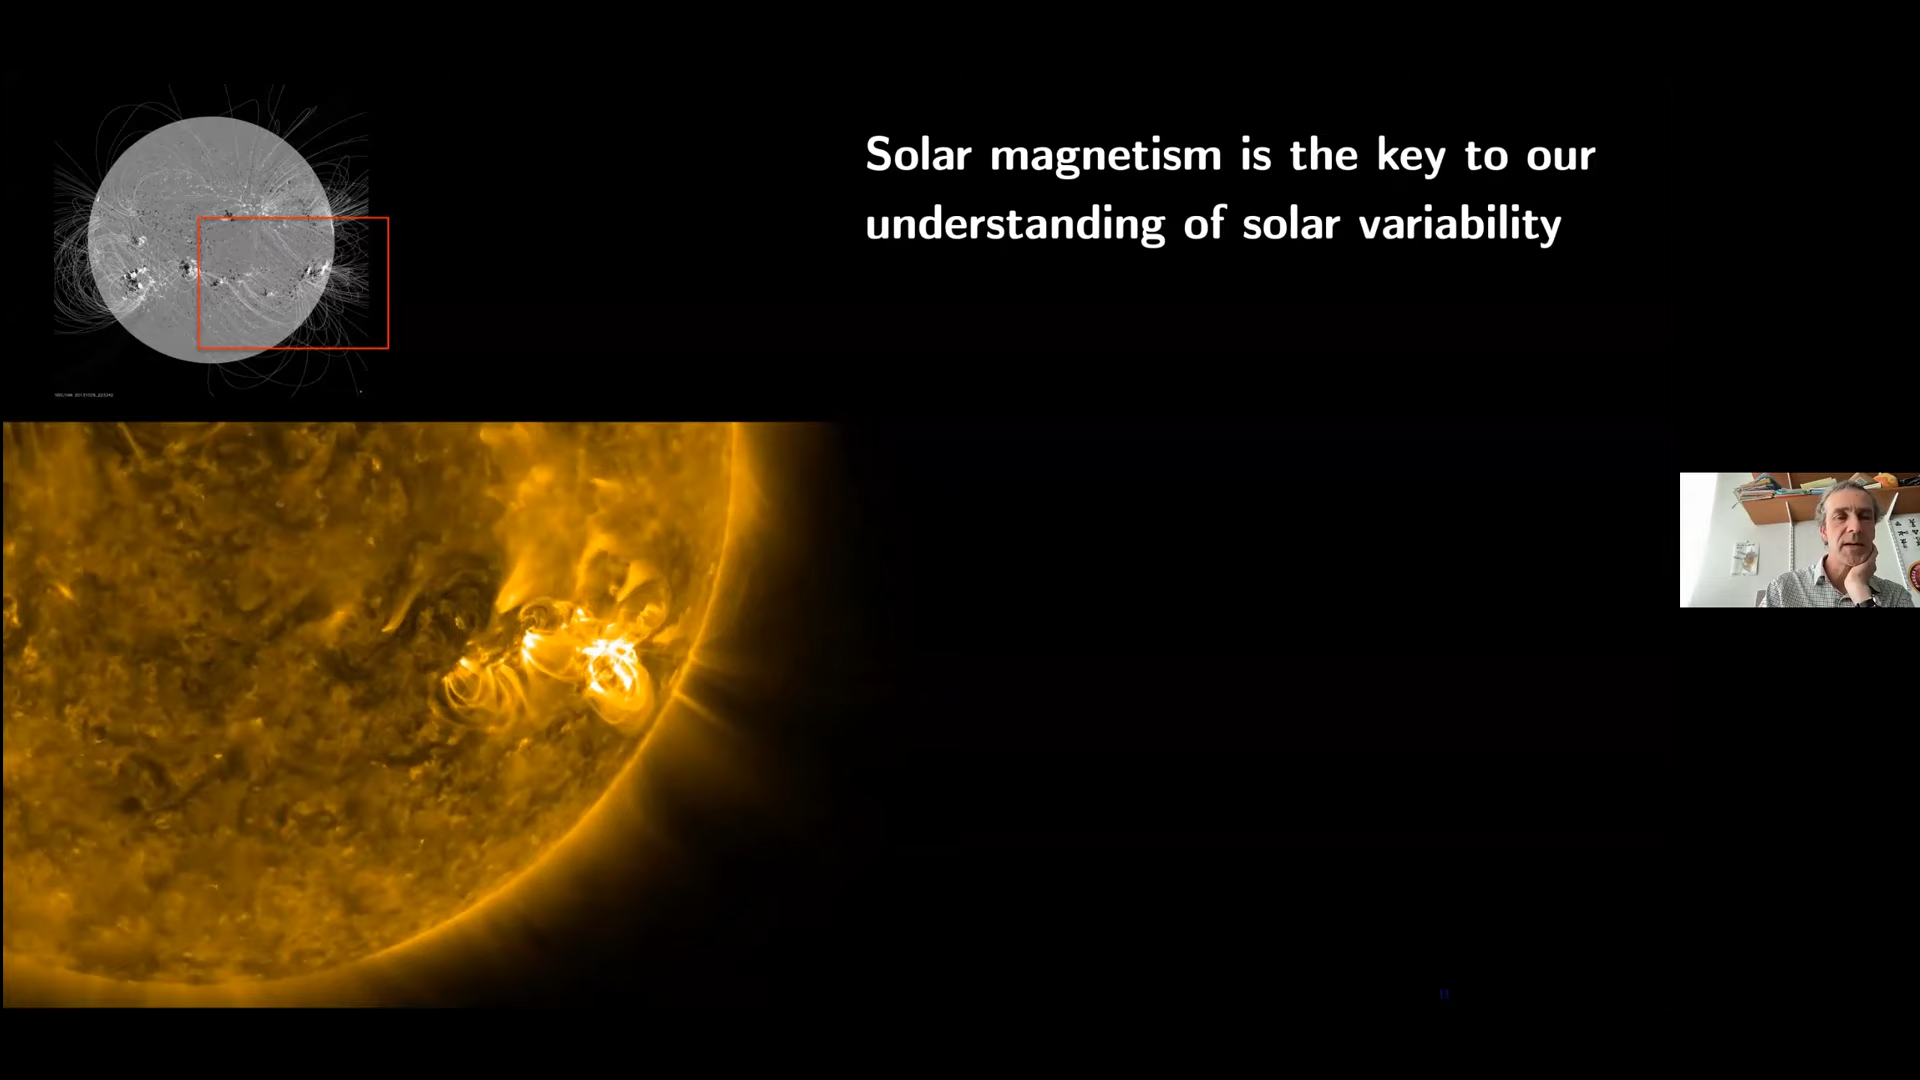 Solar magnetism is the key to our
understanding of solar variability